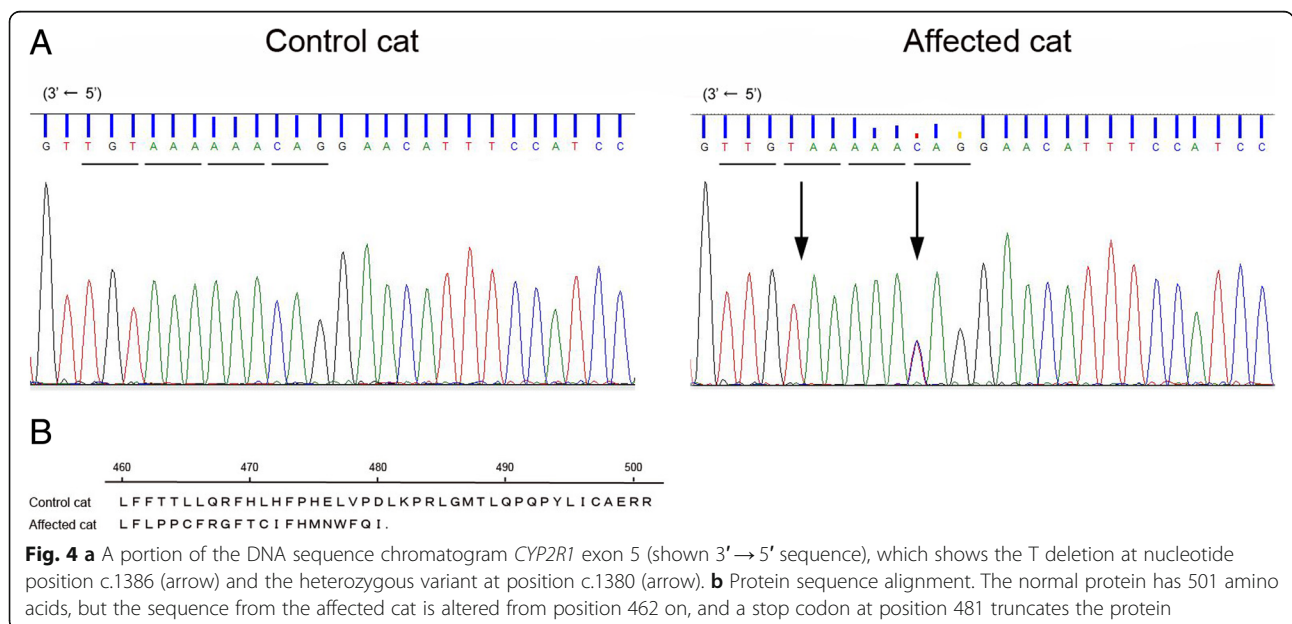 A
Control cat
Affected cat
(3' ← 5')
(3' ← 5')
G T T G T A A A A A A C A G G A A C A T T T C C A T C C
G T T G T A A A A A C A G G A A C A T T T C C A T C C
B
460 470 480 490 500
Control cat L F F T T L L Q R F H L H F P H E L V P D L K P R L G M T L Q P Q P Y L I C A E R R
Affected cat L F L P P C F R G F T C I F H M N W F Q I .
Fig. 4 a A portion of the DNA sequence chromatogram CYP2R1 exon 5 (shown 3′ → 5′ sequence), which shows the T deletion at nucleotide
position c.1386 (arrow) and the heterozygous variant at position c.1380 (arrow). b Protein sequence alignment. The normal protein has 501 amino
acids, but the sequence from the affected cat is altered from position 462 on, and a stop codon at position 481 truncates the protein